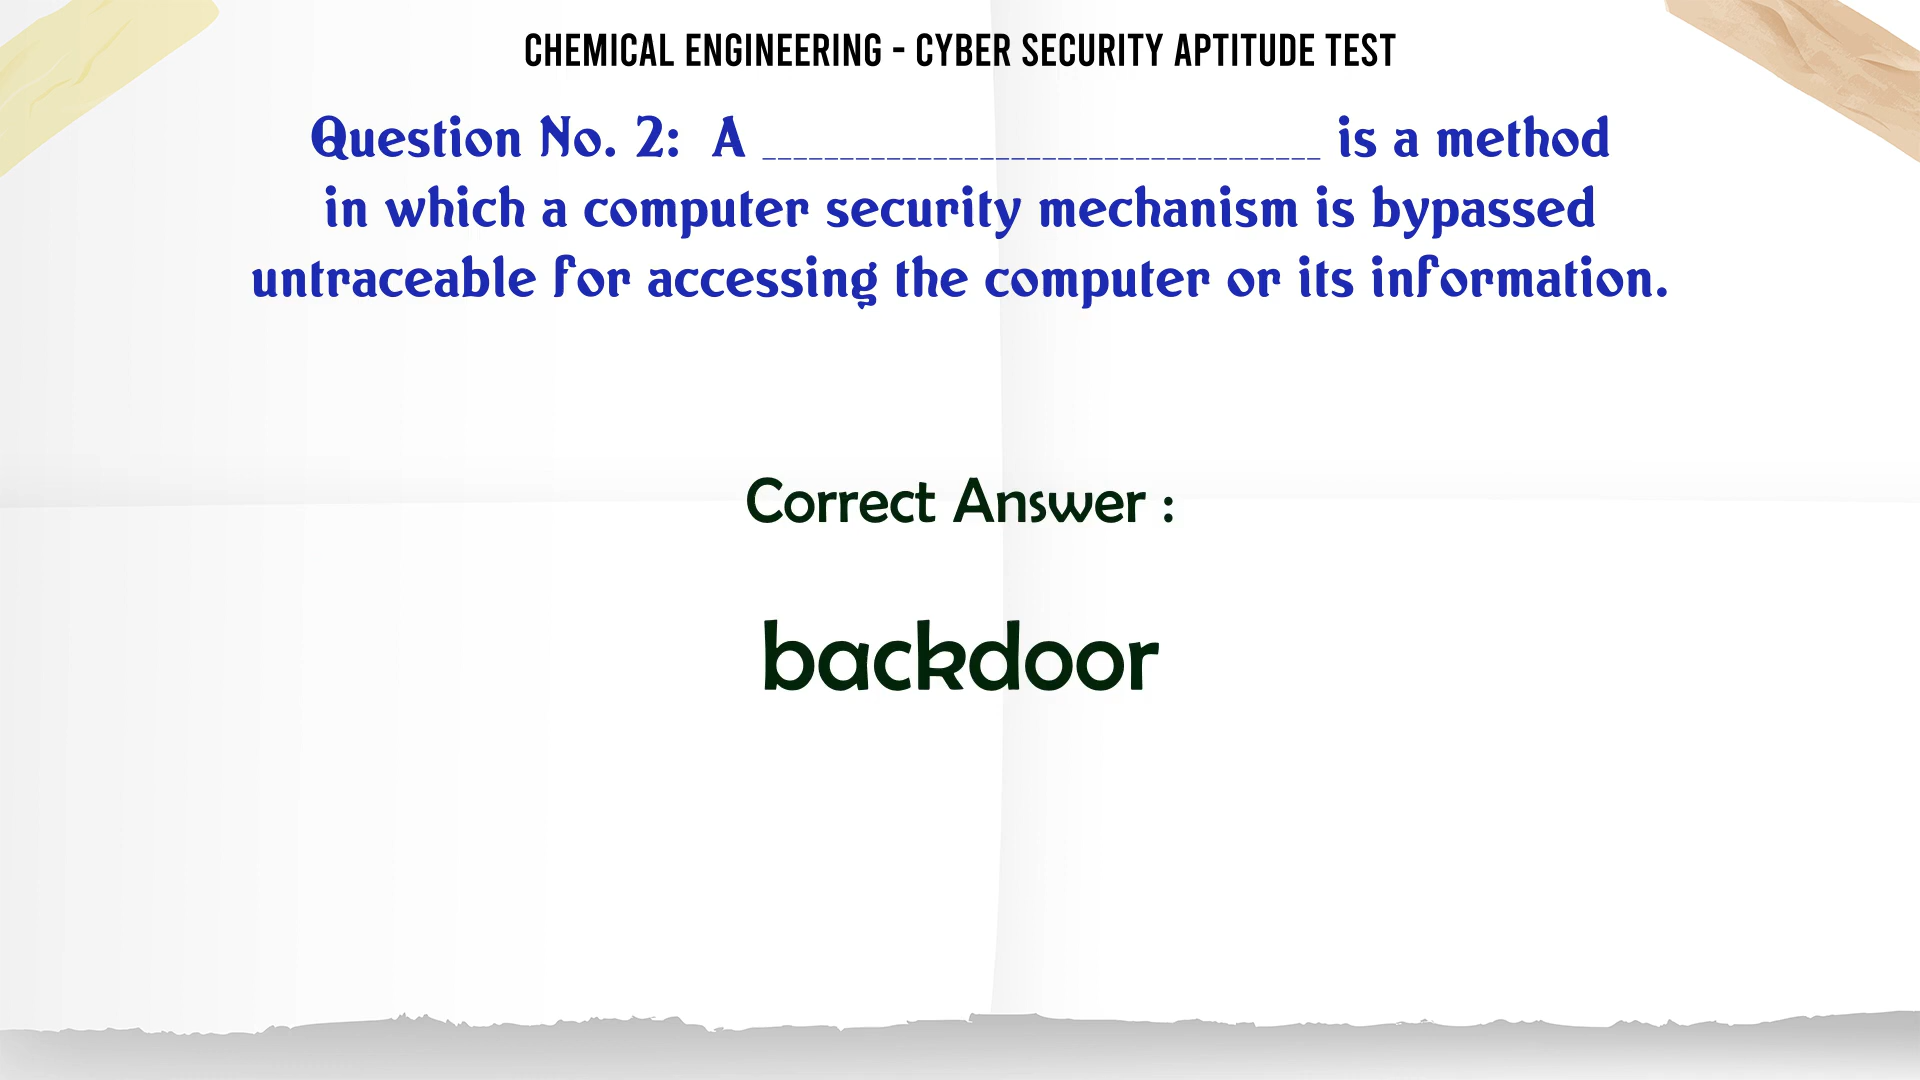 CHEMICAL ENGINEERING - CYBER SECURITY APTITUDE TEST
Question No. 2: A __________________________________ is a method
in which a computer security mechanism is bypassed
untraceable for accessing the computer or its information.
Correct Answer :
backdoor